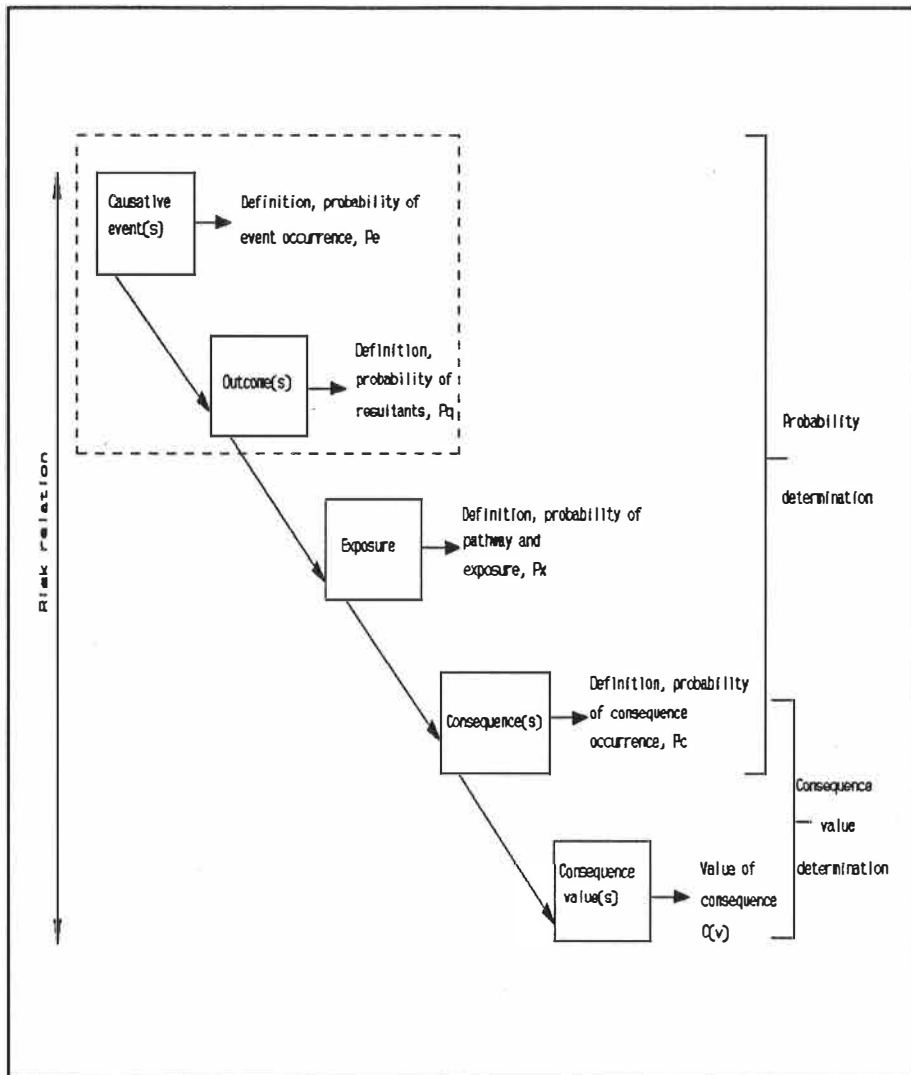 Causative
event(s)
Definition, probability of
event occurrence, Pe
Outcome(s)
Definition,
probability of
resultants, Pq
Probability
determination
Exposure
Definition, probability of
pathway and
exposure, Px
Risk relation
Consequence(s)
Definition, probability
of consequence
occurrence, Pc
Consequence
value
determination
Consequence
value(s)
Value of
consequence
C(v)